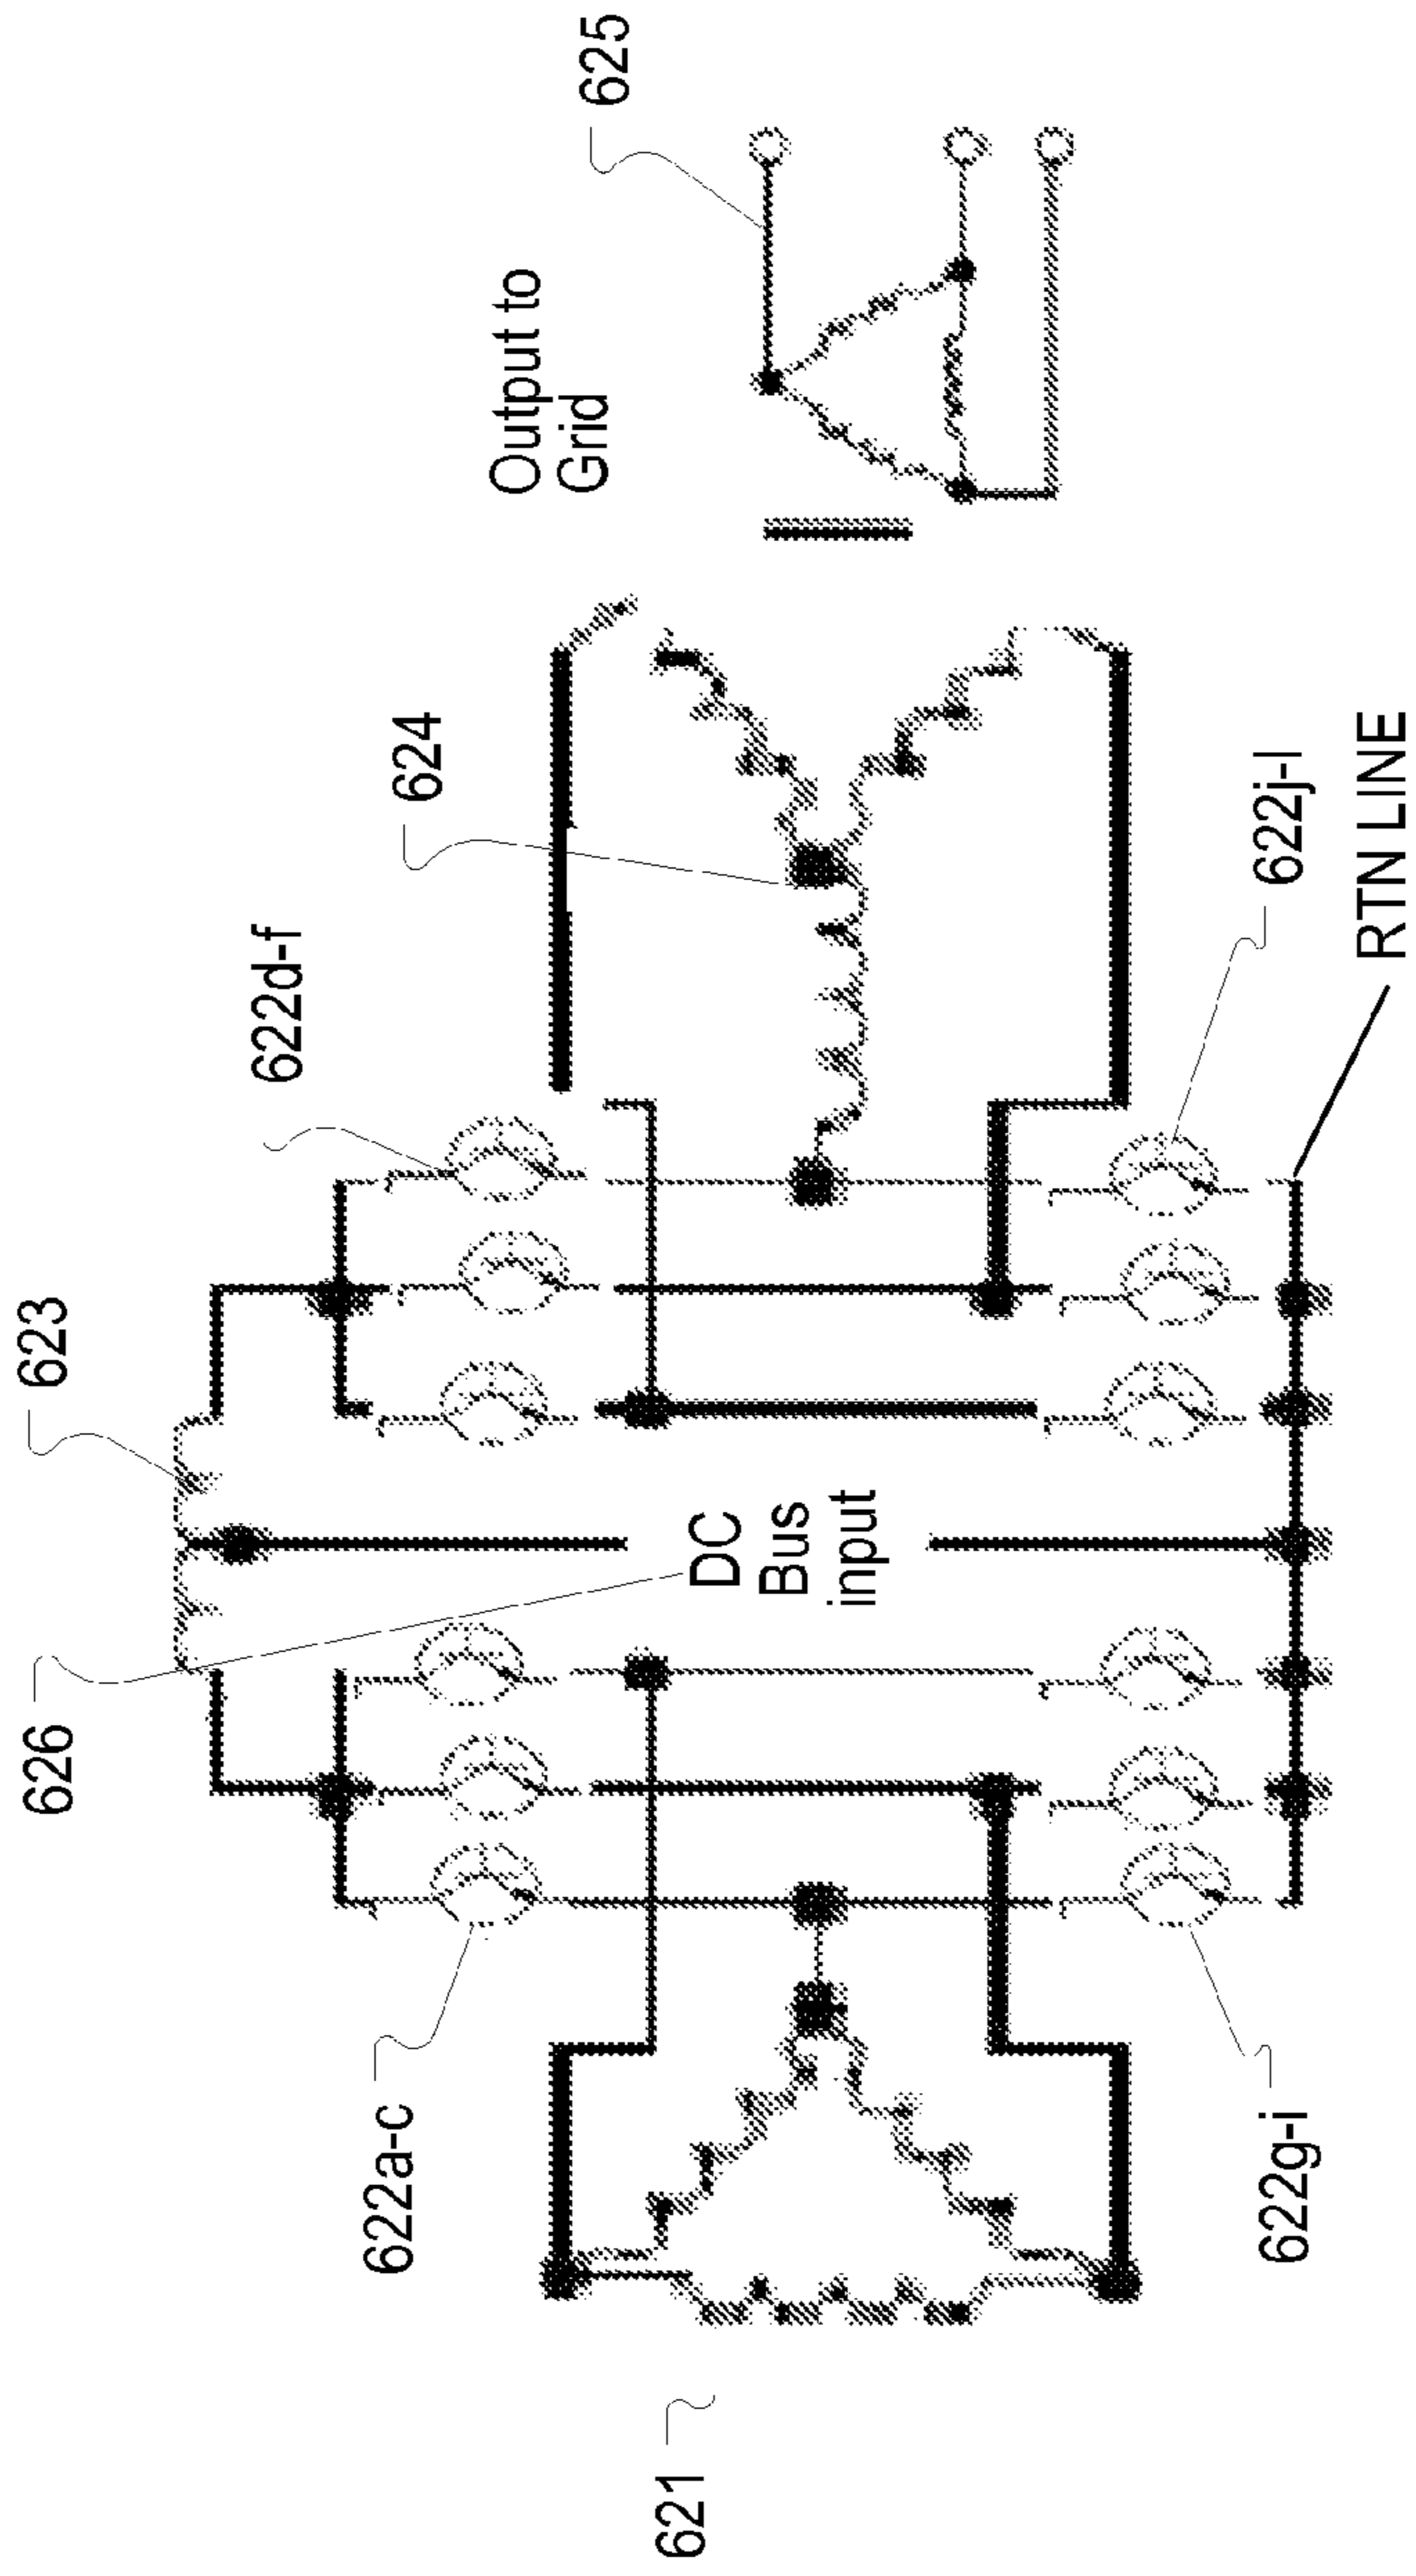 623
626
622d-f
622a-c
624
Output to
Grid
625
621
DC
Bus
input
622g-i
622j-l
RTN LINE